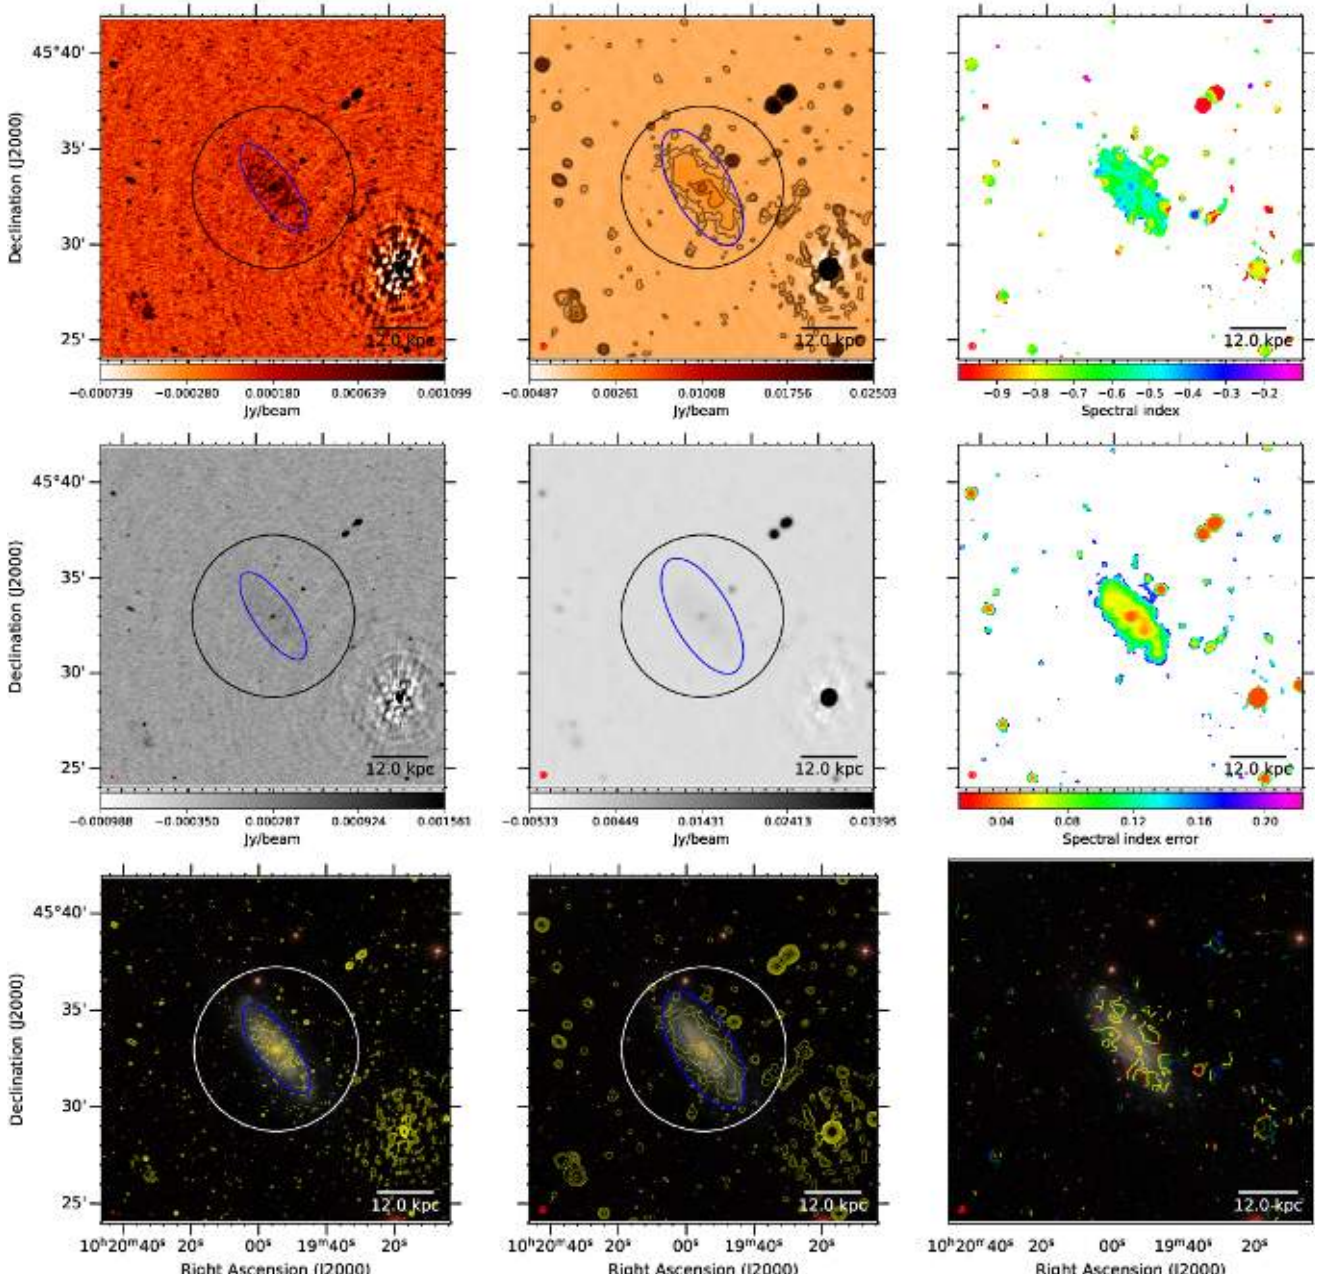 45°40'
35'
30'
25'
Declination (J2000)
12.0 kpc
12.0 kpc
12.0 kpc
−0.000739 −0.000280 0.000180 0.000639 0.001099
Jy/beam
−0.00487 0.00261 0.01008 0.01756 0.02503
Jy/beam
−0.9 −0.8 −0.7 −0.6 −0.5 −0.4 −0.3 −0.2
Spectral index
45°40'
35'
30'
25'
Declination (J2000)
12.0 kpc
12.0 kpc
12.0 kpc
−0.000988 −0.000350 0.000287 0.000924 0.001561
Jy/beam
−0.00533 0.00449 0.01431 0.02413 0.03395
Jy/beam
0.04 0.08 0.12 0.16 0.20
Spectral index error
45°40'
35'
30'
25'
Declination (J2000)
12.0 kpc
12.0 kpc
12.0 kpc
10ʰ20ᵐ40ˢ 20ˢ 00ˢ 19ᵐ40ˢ 20ˢ
Right Ascension (J2000)
10ʰ20ᵐ40ˢ 20ˢ 00ˢ 19ᵐ40ˢ 20ˢ
Right Ascension (J2000)
10ʰ20ᵐ40ˢ 20ˢ 00ˢ 19ᵐ40ˢ 20ˢ
Right Ascension (J2000)